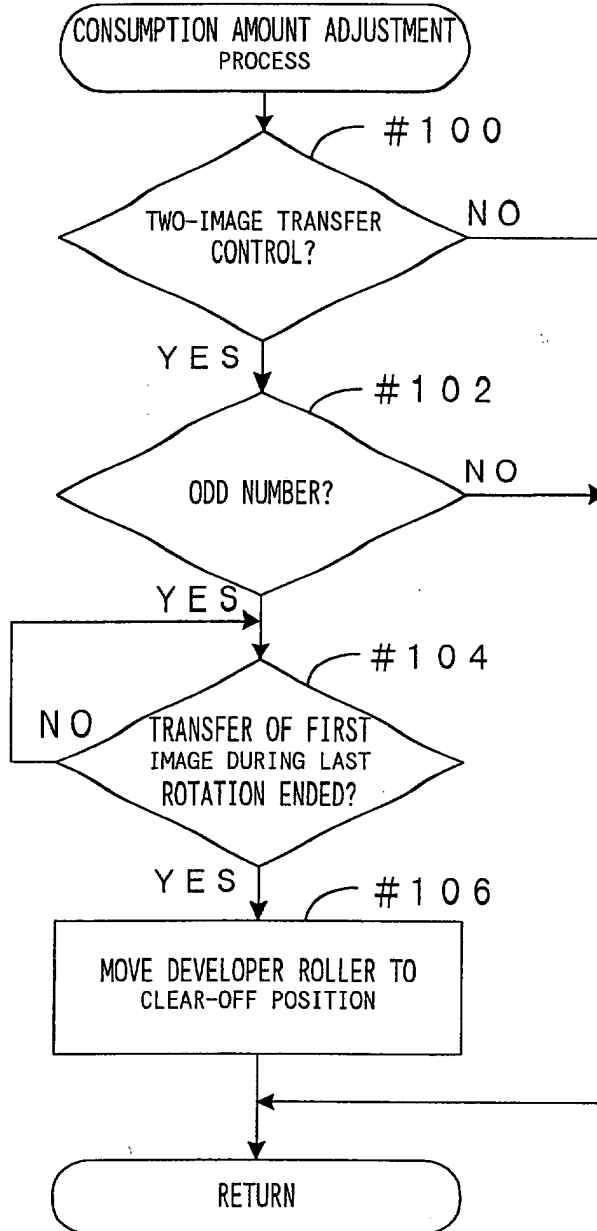 CONSUMPTION AMOUNT ADJUSTMENT
PROCESS
#100
TWO-IMAGE TRANSFER
CONTROL?
NO
YES
#102
ODD NUMBER?
NO
YES
#104
NO
TRANSFER OF FIRST
IMAGE DURING LAST
ROTATION ENDED?
YES
#106
MOVE DEVELOPER ROLLER TO
CLEAR-OFF POSITION
RETURN